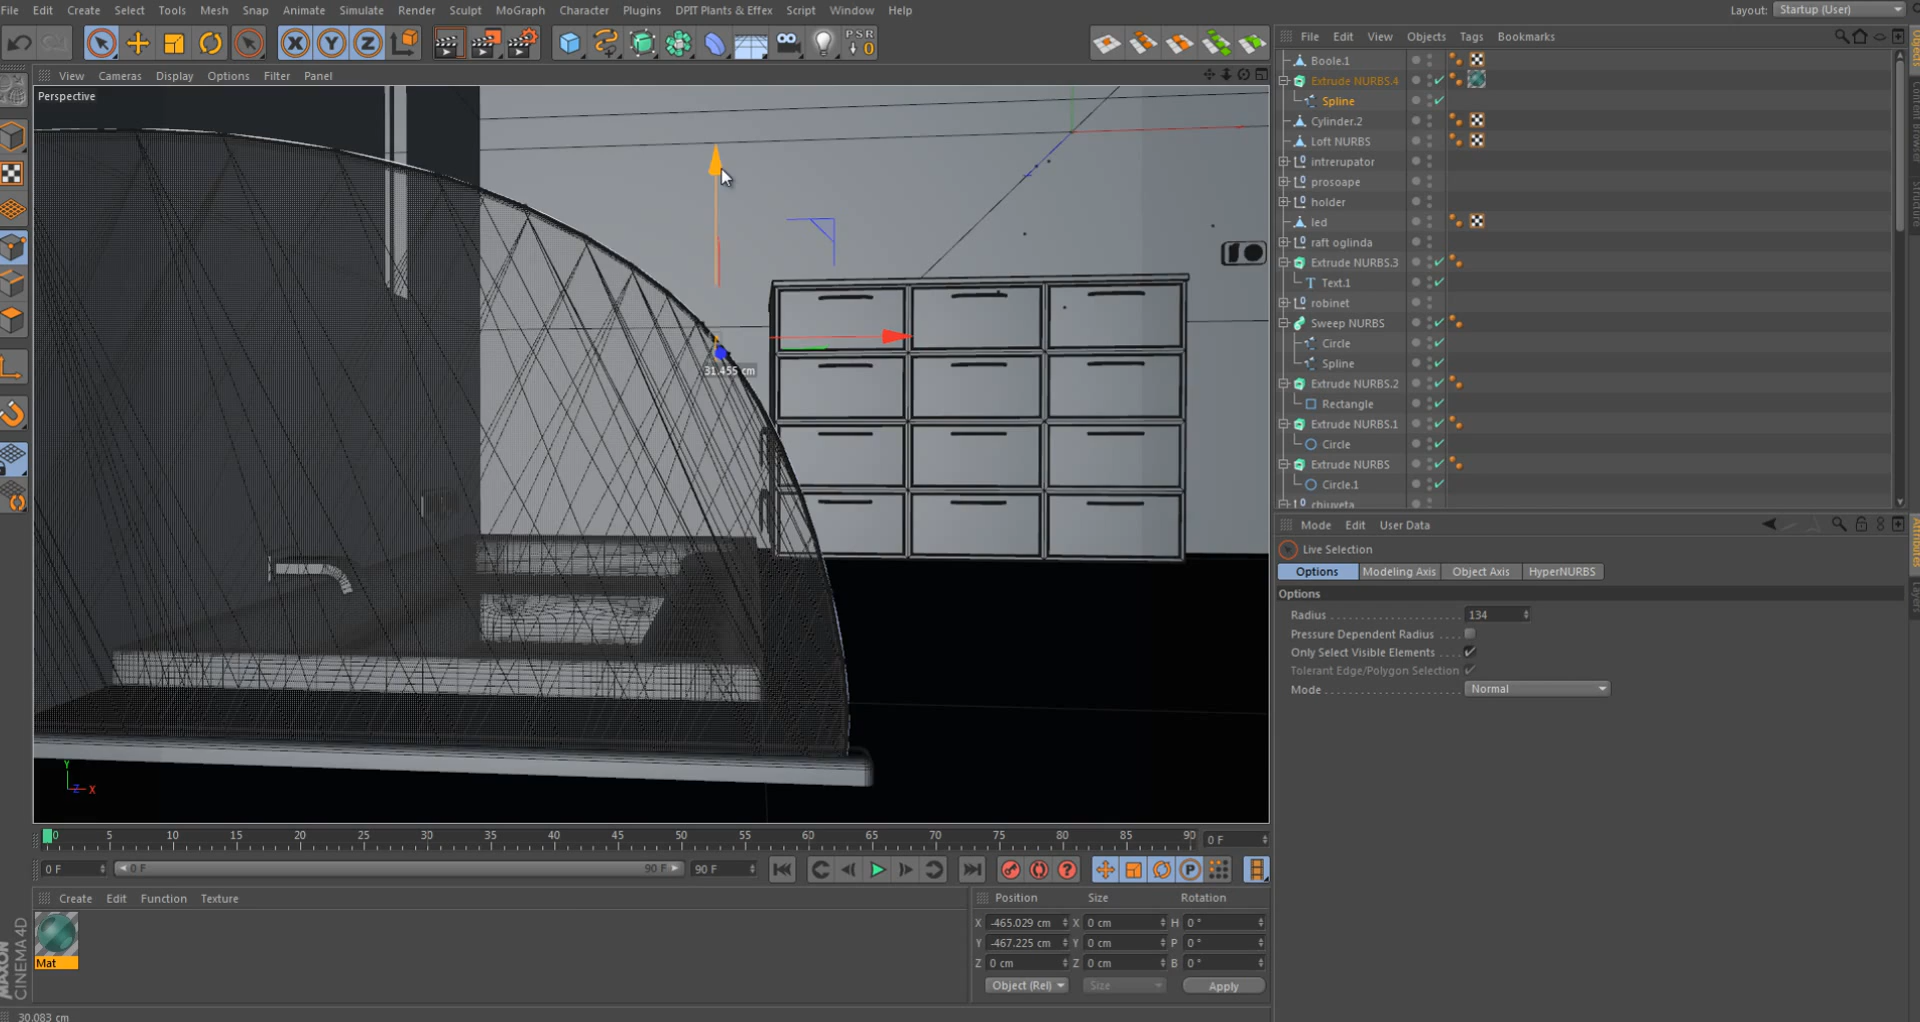 File Edit Create Select Tools Mesh Snap Animate Simulate Render Sculpt MoGraph Character Plugins DPIT Plants & Effex Script Window Help
Layout: Startup (User)
X Y Z
PSR
0
File Edit View Objects Tags Bookmarks
View Cameras Display Options Filter Panel
Perspective
31.455 cm
Y
Z X
Boole.1
Extrude NURBS.4
Spline
Cylinder.2
Loft NURBS
intrerupator
prosoape
holder
led
raft oglinda
Extrude NURBS.3
Text.1
robinet
Sweep NURBS
Circle
Spline
Extrude NURBS.2
Rectangle
Extrude NURBS.1
Circle
Extrude NURBS
Circle.1
chiuveta
Objects
Content Browser
Structure
Attributes
Layers
Mode Edit User Data
Live Selection
Options Modeling Axis Object Axis HyperNURBS
Options
Radius 134
Pressure Dependent Radius
Only Select Visible Elements
Tolerant Edge/Polygon Selection
Mode Normal
0 5 10 15 20 25 30 35 40 45 50 55 60 65 70 75 80 85 90 0 F
0 F 0 F 90 F 90 F
Create Edit Function Texture
Mat
MAXON
CINEMA 4D
Position Size Rotation
X -465.029 cm X 0 cm H 0 °
Y -467.225 cm Y 0 cm P 0 °
Z 0 cm Z 0 cm B 0 °
Object (Rel) Size Apply
30.083 cm